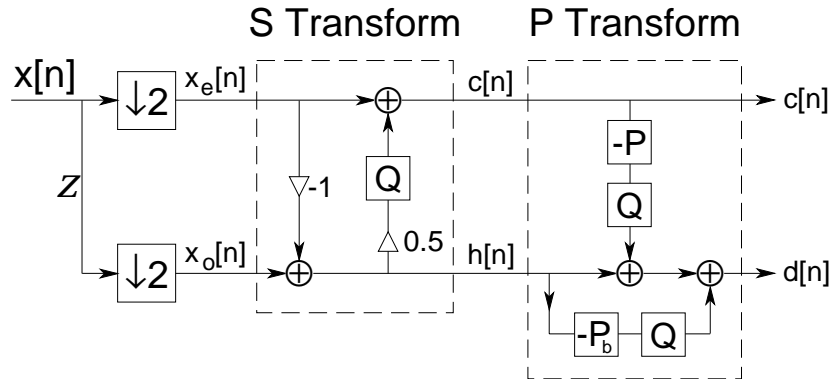 S Transform
P Transform
x[n]
↓2
x_e[n]
c[n]
c[n]
-P
Q
-1
Q
z
0.5
↓2
x_o[n]
h[n]
d[n]
-P_b
Q